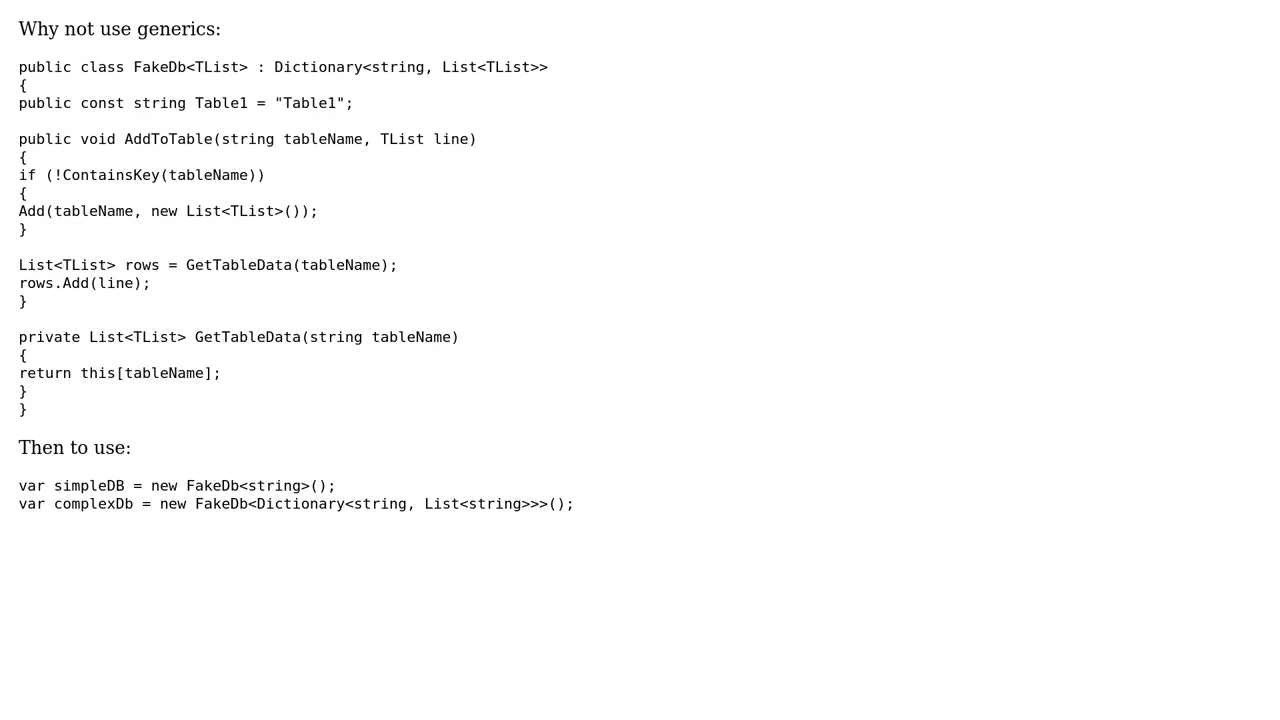 Why not use generics:
public class FakeDb<TList> : Dictionary<string, List<TList>>
{
public const string Table1 = "Table1";
public void AddToTable(string tableName, TList line)
{
if (!ContainsKey(tableName))
{
Add(tableName, new List<TList>());
}
List<TList> rows = GetTableData(tableName);
rows.Add(line);
}
private List<TList> GetTableData(string tableName)
{
return this[tableName];
}
}
Then to use:
var simpleDB = new FakeDb<string>();
var complexDb = new FakeDb<Dictionary<string, List<string>>>();